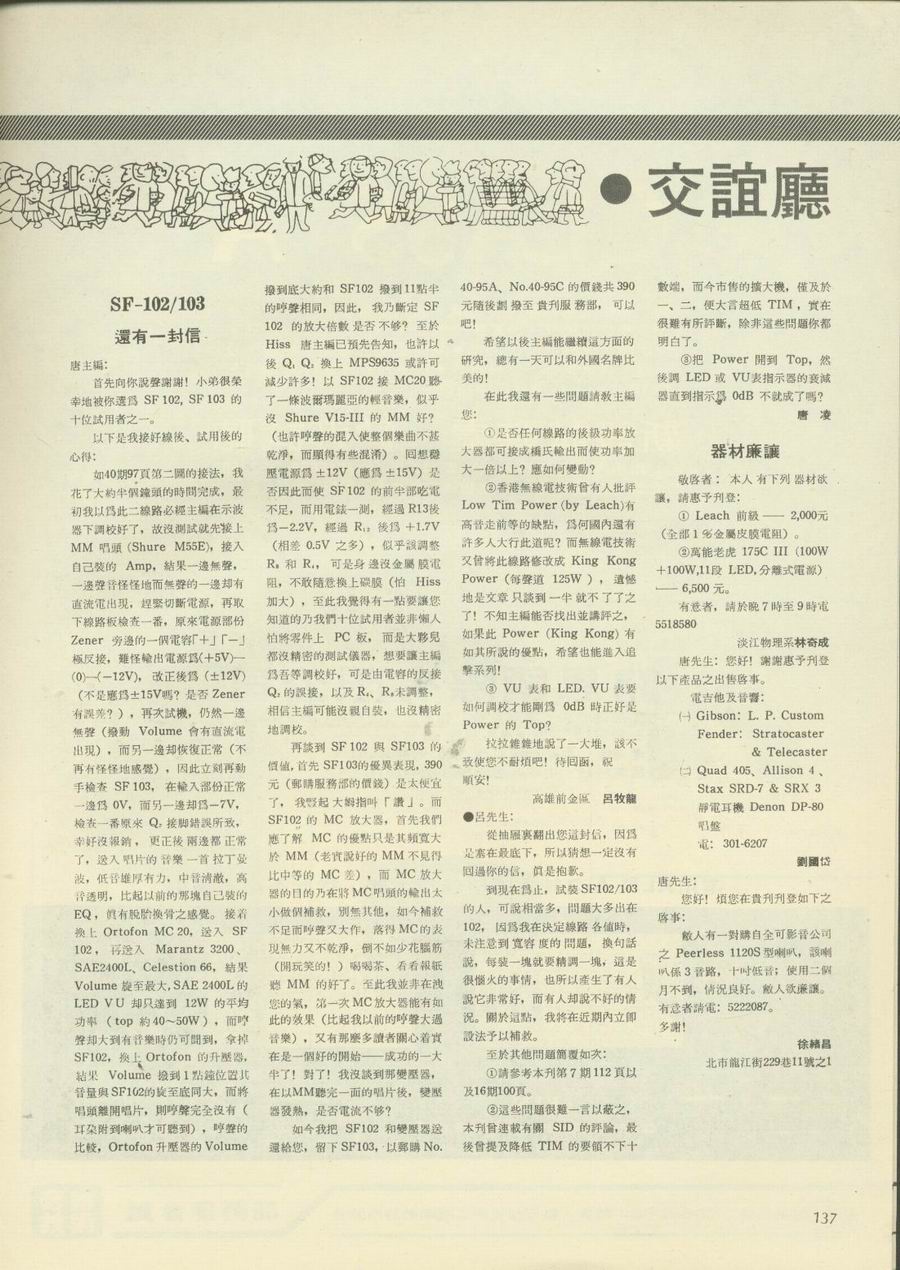 ●交誼廳
SF-102/103
還有一封信
唐主編：
首先向你說聲謝謝！小弟很榮
幸地被你選爲 SF 102, SF 103 的
十位試用者之一。
以下是我接好線後、試用後的
心得：
如40期97頁第二圖的接法，我
花了大約半個鐘頭的時間完成，最
初我以爲此二線路必經主編在示波
器下調校好了，故沒測試就先接上
MM 唱頭 (Shure M55E)，接入
自己裝的 Amp，結果一邊無聲，
一邊聲音怪怪地而無聲的一邊却有
直流電出現，趕緊切斷電源，再取
下線路板檢查一番，原來電源部份
Zener 旁邊的一個電容「＋」「－」
極反接，難怪輸出電源爲(+5V)—
(0)—(−12V)，改正後爲 (±12V)
(不是應爲±15V嗎？是否 Zener
有誤差？)，再次試機，仍然一邊
無聲（撥動 Volume 會有直流電
出現），而另一邊却恢復正常（不
再有怪怪地感覺），因此立刻再動
手檢查 SF 103，在輸入部份正常
一邊爲 0V，而另一邊却爲−7V，
檢查一番原來 Q₂ 接脚錯誤所致，
幸好沒報銷，更正後 兩邊都 正常
了，送入唱片的音樂一首拉丁曼
波，低音雄厚有力，中音清澈，高
音透明，比起以前的那塊自己裝的
EQ，眞有脫胎換骨之感覺。接着
換上 Ortofon MC 20，送入 SF
102，再送入 Marantz 3200、
SAE2400L、Celestion 66，結果
Volume 旋至最大, SAE 2400L 的
LED V U 却只達到 12W 的平均
功率（top 約 40～50W），而哼
聲却大到有音樂時仍可聞到，拿掉
SF102，換上 Ortofon 的升壓器，
結果 Volume 撥到1點鐘位置其
音量與SF102的旋至底同大，而將
唱頭離開唱片，則哼聲完全沒有（
耳朶附到喇叭才可聽到），哼聲的
比較，Ortofon 升壓器的 Volume
撥到底大約和 SF102 撥到11點半
的哼聲相同，因此，我乃斷定 SF
102 的放大倍數是否不够？至於
Hiss 唐主編已預先告知，也許以
後 Q₁ Q₂ 換上 MPS9635 或許可
減少許多！以 SF102 接 MC20 聽
了一條波爾瑪麗亞的輕音樂，似乎
沒 Shure V15-III 的 MM 好？
（也許哼聲的混入使整個樂曲不甚
乾淨，而顯得有些混淆）。回想穩
壓電源爲 ±12V（應爲 ±15V）是
否因此而使 SF 102 的前半部吃電
不足，而用電錶一測，經過 R13後
爲−2.2V，經過 R₁₂ 後爲 +1.7V
（相差 0.5V 之多），似乎該調整
R₈ 和 R₄，可是身邊沒金屬膜電
阻，不敢隨意換上碳膜（怕 Hiss
加大），至此我覺得有一點要讓您
知道的乃我們十位試用者並非懶人
怕將零件上 PC 板，而是大夥兒
都沒精密的測試儀器，想要讓主編
爲吾等調校好，可是由電容的反接
Q₂ 的誤接，以及 R₄、R₈未調整，
相信主編可能沒親自裝，也沒精密
地調校。
再談到 SF 102 與 SF103 的
價値,首先 SF103的優異表現, 390
元（郵購服務部的價錢）是太便宜
了，我豎起大姆指叫「讚」。而
SF102 的 MC 放大器，首先我們
應了解 MC 的優點只是其頻寬大
於 MM（老實說好的 MM 不見得
比中等的 MC 差），而 MC 放大
器的目的乃在將MC唱頭的輸出太
小做個補救，別無其他，如今補救
不足而哼聲又大作，落得MC的表
現無力又不乾淨，倒不如少花腦筋
（開玩笑的！）喝喝茶、看看報紙
聽 MM 的好了。至此我並非在洩
您的氣，第一次MC放大器能有如
此的效果（比起我以前的哼聲大過
音樂），又有那麼多讀者關心着實
在是一個好的開始——成功的一大
半了！對了！我沒談到那變壓器，
在以MM聽完一面的唱片後，變壓
器發熱，是否電流不够？
如今我把 SF102 和變壓器送
還給您，留下 SF103，以郵購 No.
40-95A、No.40-95C 的價錢共 390
元隨後劃 撥至 貴刋服 務部，可以
吧！
希望以後主編能繼續這方面的
研究，總有一天可以和外國名牌比
美的！
在此我還有一些問題請敎主編
您：
①是否任何線路的後級功率放
大器都可接成橋氏輸出而使功率加
大一倍以上？應如何變動？
②香港無線電技術曾有人批評
Low Tim Power (by Leach)有
高音走前等的缺點，爲何國內還有
許多人大行此道呢？而無線電技術
又曾將此線路修改成 King Kong
Power（每聲道 125W），遺憾
地是文章只談到一半就不了了之
了！不知主編能否找出並講評之，
如果此 Power (King Kong) 有
如其所說的優點，希望也能進入追
擊系列！
③ VU 表和 LED. VU 表要
如何調校才能剛爲 0dB 時正好是
Power 的 Top？
拉拉雜雜地說了一大堆，該不
致使您不耐煩吧！待囘函，祝
順安！
高雄前金區　呂牧龍
●呂先生：
從抽屜裏翻出您這封信，因爲
是塞在最底下，所以猜想一定沒有
囘過你的信，眞是抱歉。
到現在爲止，試裝SF102/103
的人，可說相當多，問題大多出在
102，因爲我在決定線路各値時，
未注意到寬容度的問題，換句話
說，每裝一塊就要精調一塊，這是
很惱火的事情，也所以產生了有人
說它非常好，而有人却說不好的情
況。關於這點，我將在近期內立卽
設法予以補救。
至於其他問題簡覆如次：
①請參考本刋第7期112頁以
及16期100頁。
②這些問題很難一言以蔽之，
本刋曾連載有關 SID 的評論，最
後曾提及降低 TIM 的要領不下十
數端，而今市售的擴大機，僅及於
一、二，便大言超低 TIM，實在
很難有所評斷，除非這些問題你都
明白了。
③把 Power 開到 Top，然
後調 LED 或 VU表指示器的衰減
器直到指示爲 0dB 不就成了嗎？
唐　凌
器材廉讓
敬啓者：本人有下列器材欲
讓，請惠予刋登：
① Leach 前級 —— 2,000元
（全部1％金屬皮膜電阻）。
②萬能老虎 175C III (100W
+100W,11段 LED, 分離式電源)
—— 6,500 元。
有意者，請於晚7時至9時電
5518580
淡江物理系林奇成
唐先生：您好！謝謝惠予刋登
以下產品之出售啓事。
電吉他及音響：
㈠ Gibson: L. P. Custom
Fender: Stratocaster
& Telecaster
㈡ Quad 405、Allison 4、
Stax SRD-7 & SRX 3
靜電耳機 Denon DP-80
唱盤
電：301-6207
劉國岱
唐先生：
您好！煩您在貴刋刋登如下之
啓事：
敝人有一對購自全可影音公司
之 Peerless 1120S型喇叭，該喇
叭係3音路，十吋低音；使用二個
月不到，情況良好。敝人欲廉讓。
有意者請電：5222087。
多謝！
徐緒昌
北市龍江街229巷11號之1
137